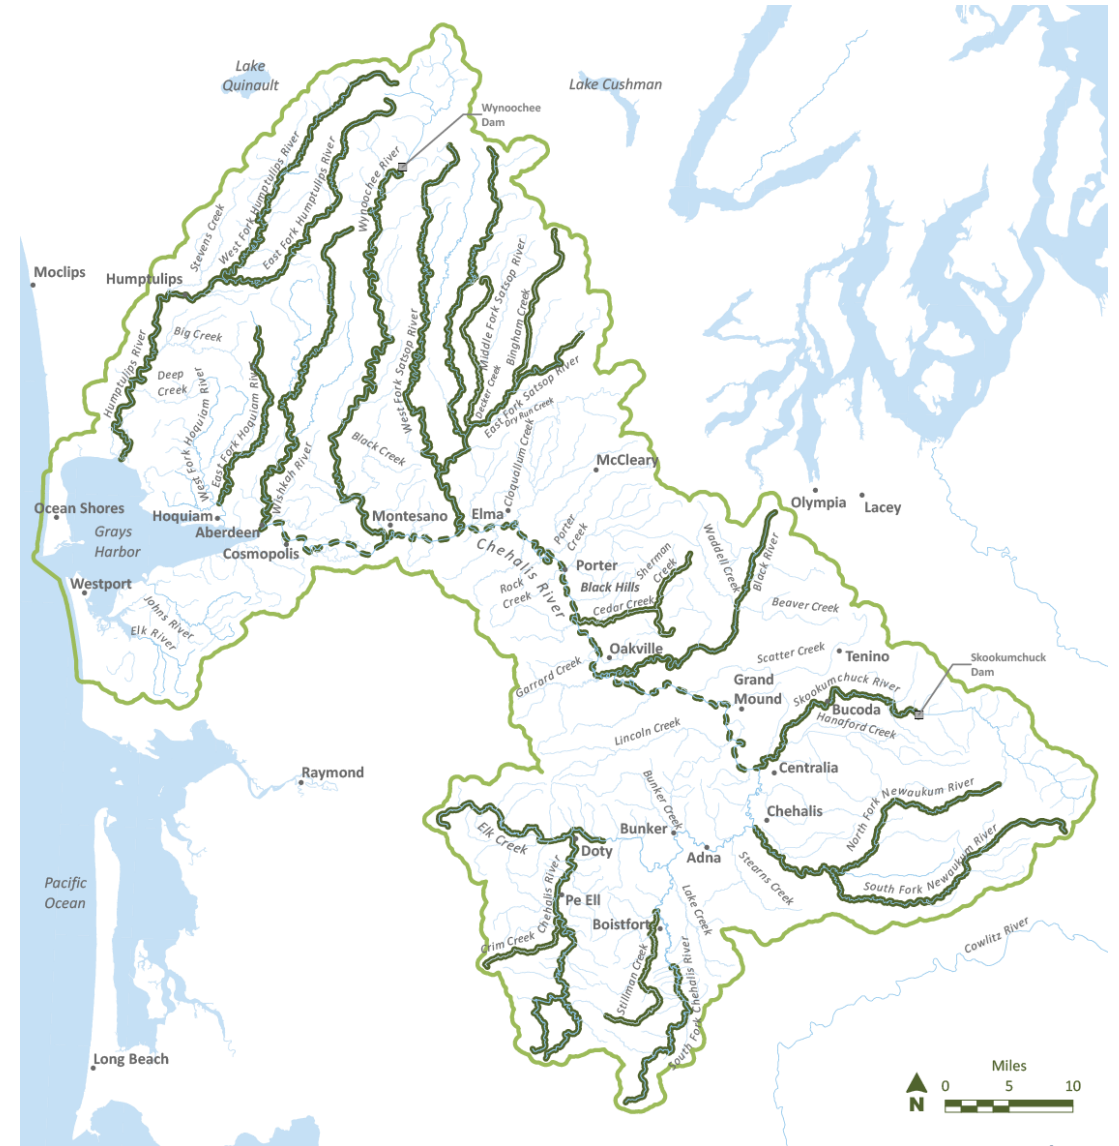 Lake
Quinault
Lake Cushman
Wynoochee
Dam
Stevens Creek
West Fork Humptulips River
East Fork Humptulips River
Wynoochee River
Moclips
Humptulips
Humptulips River
Big Creek
Deep
Creek
West Fork Hoquiam River
East Fork Hoquiam River
Wishkah River
Black Creek
West Fork Satsop River
Middle Fork Satsop River
Decker Creek
Bingham Creek
East Fork Satsop River
Dry Run Creek
Cloquallum Creek
McCleary
Ocean Shores
Grays
Harbor
Hoquiam
Aberdeen
Cosmopolis
Montesano
Elma
Olympia
Lacey
Westport
Johns River
Elk River
Chehalis River
Porter
Creek
Porter
Black Hills
Rock
Creek
Sherman
Creek
Cedar Creek
Waddell Creek
Black River
Beaver Creek
Oakville
Garrard Creek
Scatter Creek
Tenino
Skookumchuck
Dam
Grand
Mound
Skookumchuck River
Bucoda
Hanaford Creek
Lincoln Creek
Centralia
Raymond
Bunker Creek
Chehalis
North Fork Newaukum River
South Fork Newaukum River
Elk Creek
Doty
Bunker
Adna
Stearns Creek
Pacific
Ocean
Chehalis River
Pe Ell
Crim Creek
Boistfort
Lake Creek
Stillman Creek
South Fork Chehalis River
Cowlitz River
Long Beach
Miles
0 5 10
N